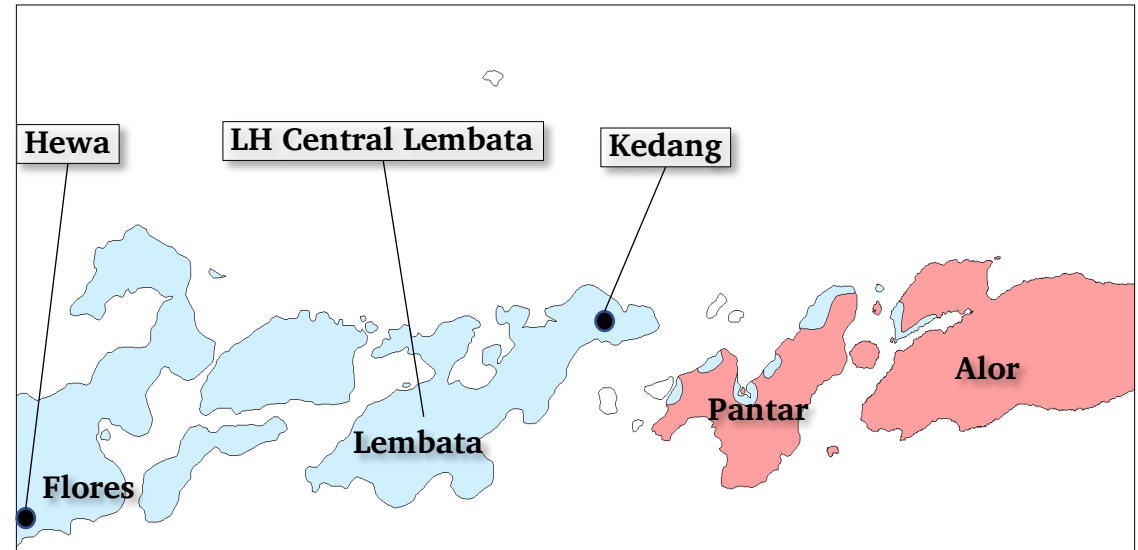 Hewa
LH Central Lembata
Kedang
Alor
Pantar
Lembata
Flores